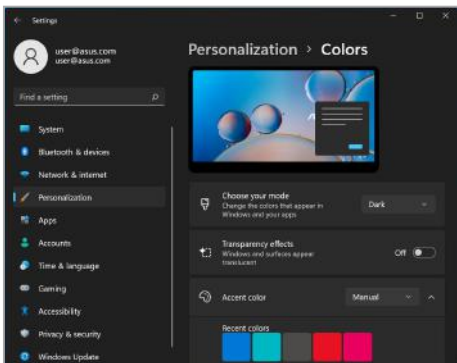 Settings
user@asus.com
user@asus.com
Find a setting
System
Bluetooth & devices
Network & internet
Personalization
Apps
Accounts
Time & language
Gaming
Accessibility
Privacy & security
Windows Update
Personalization > Colors
Choose your mode
Change the colors that appear in
Windows and your apps
Dark
Transparency effects
Windows and surfaces appear
translucent
Off
Accent color
Manual
Recent colors